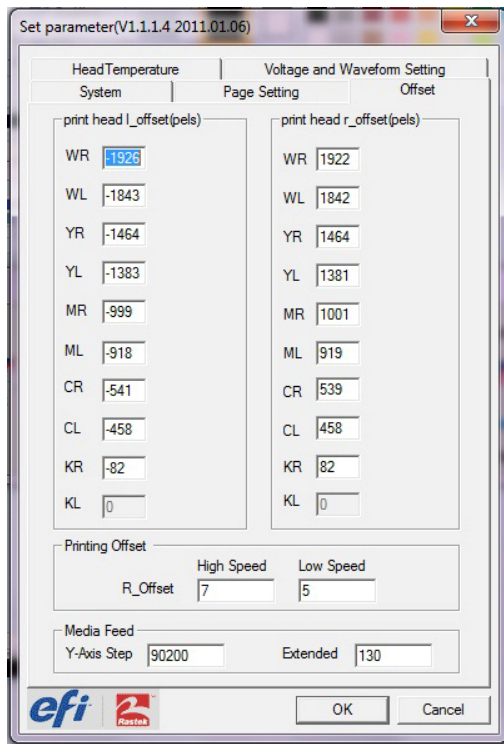 Set parameter(V1.1.1.4 2011.01.06)
HeadTemperature Voltage and Waveform Setting
System Page Setting Offset
print head l_offset(pels) print head r_offset(pels)
WR -1926 WR 1922
WL -1843 WL 1842
YR -1464 YR 1464
YL -1383 YL 1381
MR -999 MR 1001
ML -918 ML 919
CR -541 CR 539
CL -458 CL 458
KR -82 KR 82
KL 0 KL 0
Printing Offset
High Speed Low Speed
R_Offset 7 5
Media Feed
Y-Axis Step 90200 Extended 130
efi Rastek OK Cancel